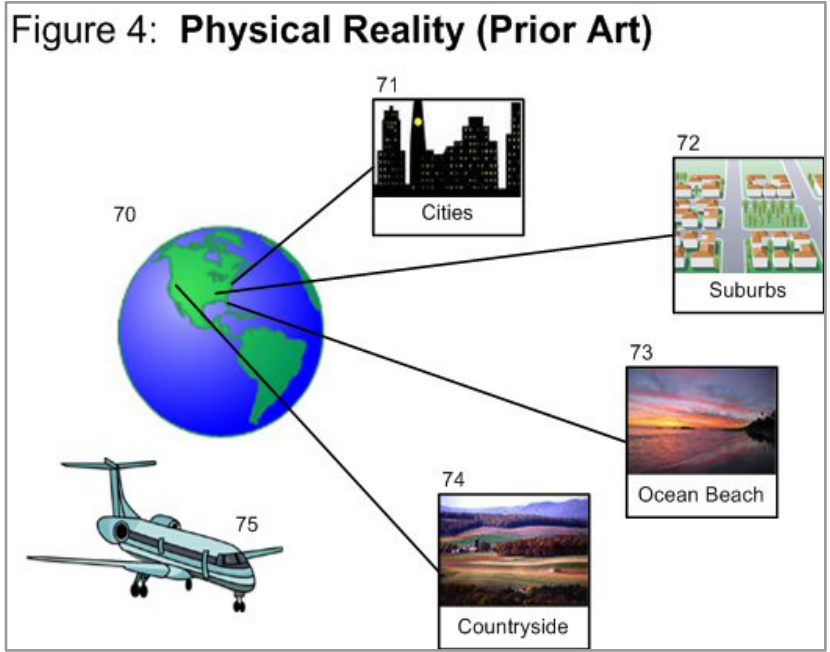 Figure 4: Physical Reality (Prior Art)
71
Cities
72
Suburbs
70
73
Ocean Beach
74
Countryside
75